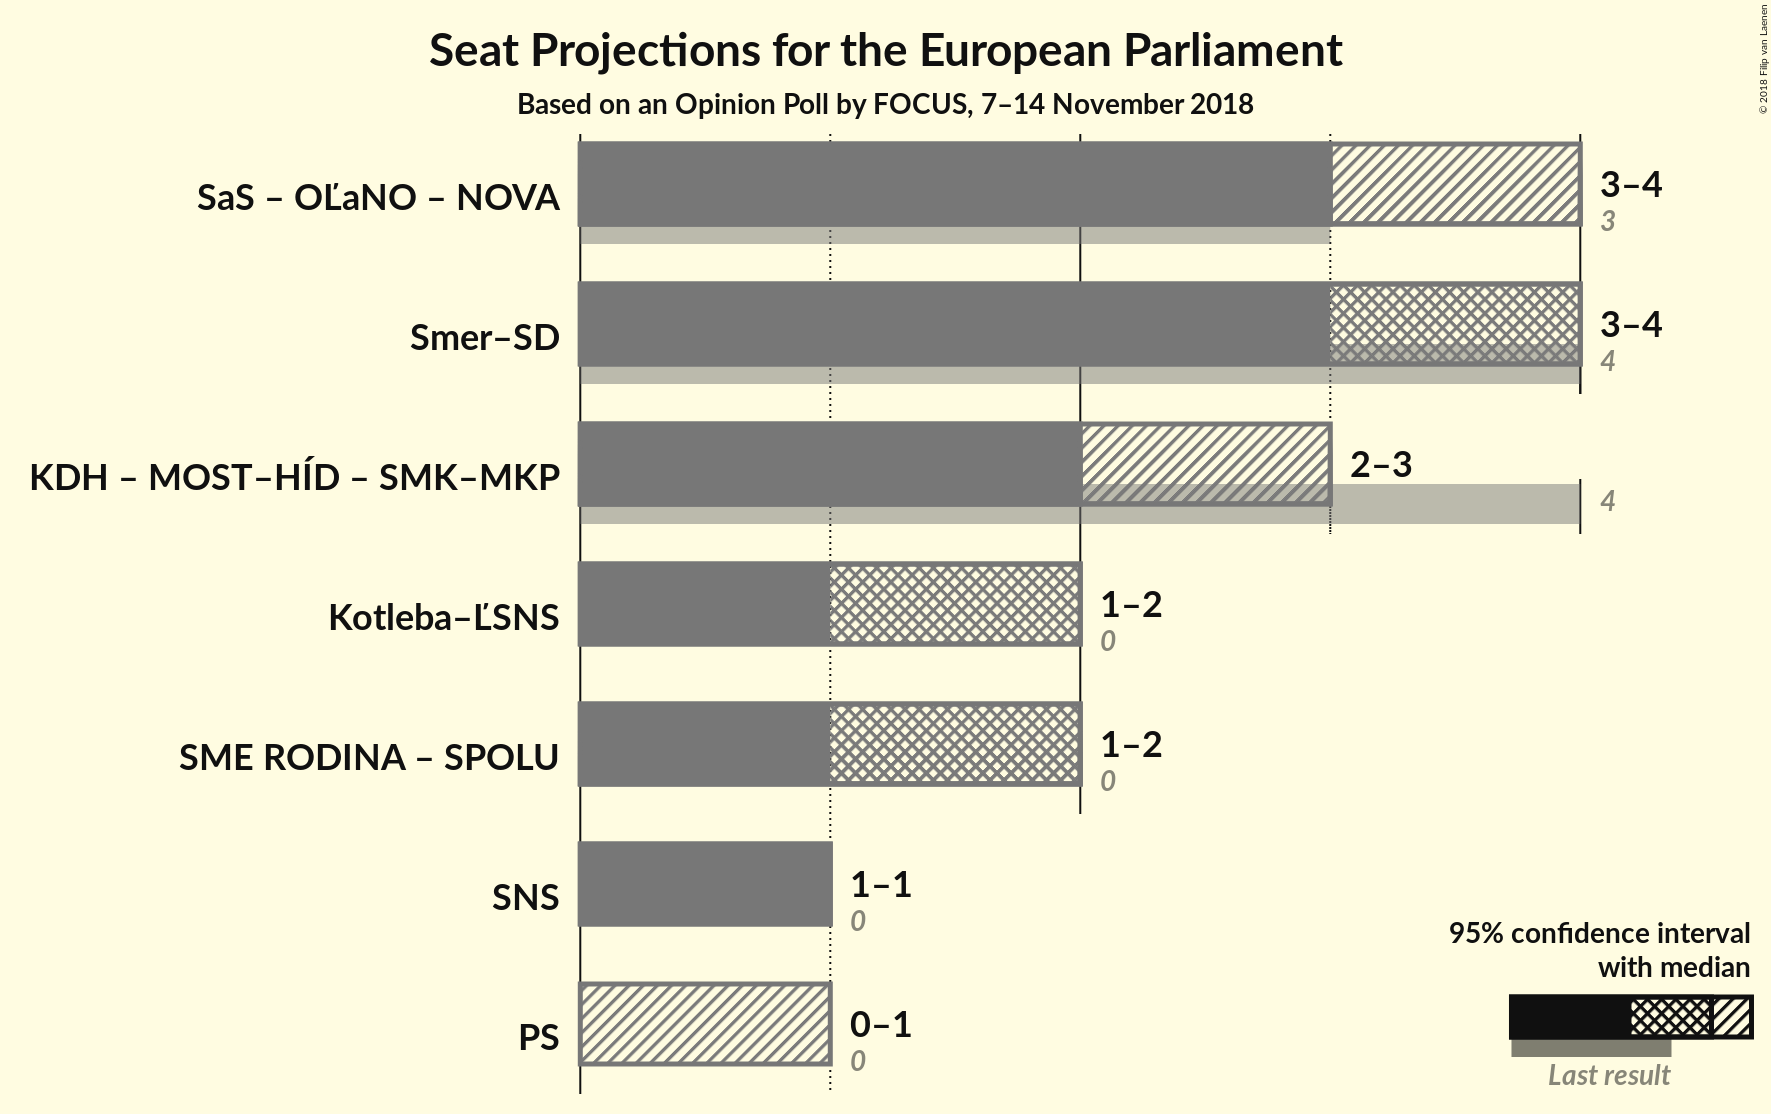 Seat Projections for the European Parliament
Based on an Opinion Poll by FOCUS, 7–14 November 2018
© 2018 Filip van Laenen
SaS – OĽaNO – NOVA
3–4
3
Smer–SD
3–4
4
KDH – MOST–HÍD – SMK–MKP
2–3
4
Kotleba–ĽSNS
1–2
0
SME RODINA – SPOLU
1–2
0
SNS
1–1
0
PS
0–1
0
95% confidence interval
with median
Last result